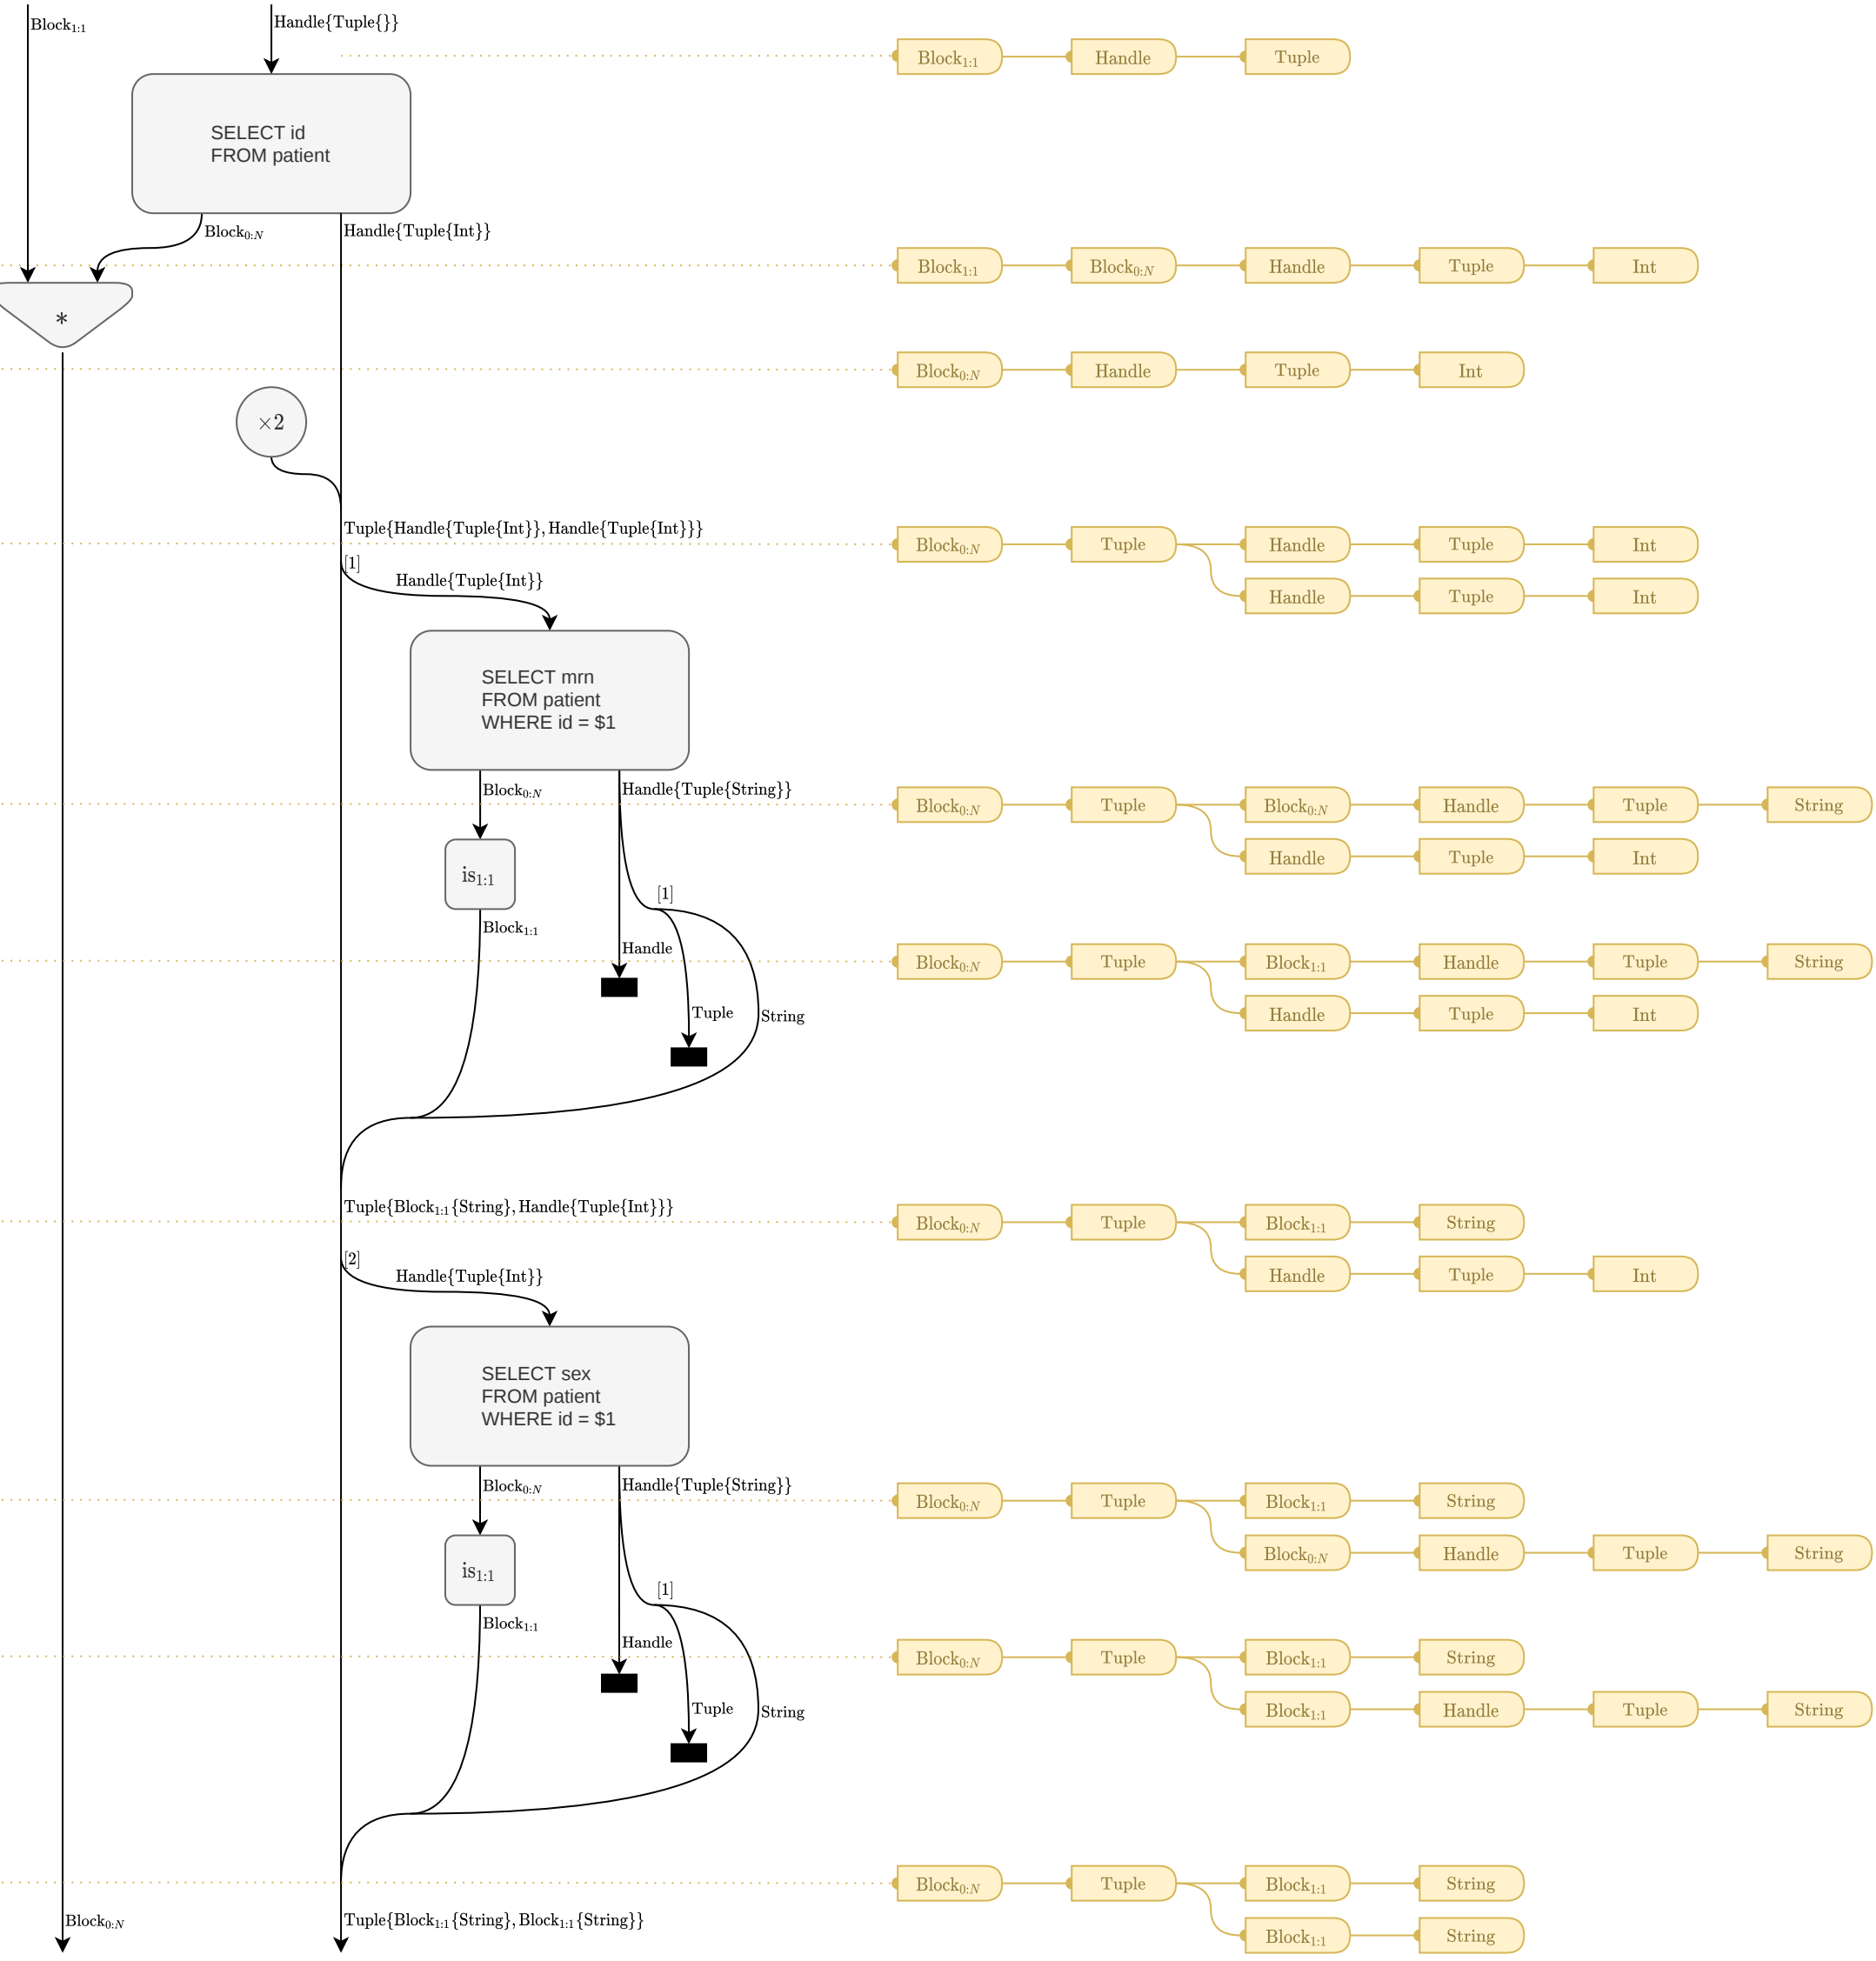 Block1:1
Handle{Tuple{}}
Block1:1 Handle Tuple
SELECT id
FROM patient
Block0:N
Handle{Tuple{Int}}
Block1:1 Block0:N Handle Tuple Int
*
Block0:N Handle Tuple Int
×2
Tuple{Handle{Tuple{Int}}, Handle{Tuple{Int}}}
Block0:N Tuple Handle Tuple Int
[1]
Handle{Tuple{Int}}
Handle Tuple Int
SELECT mrn
FROM patient
WHERE id = $1
Block0:N
Handle{Tuple{String}}
Block0:N Tuple Block0:N Handle Tuple String
Handle Tuple Int
is1:1
[1]
Block1:1
Handle
Block0:N Tuple Block1:1 Handle Tuple String
Tuple
String
Handle Tuple Int
Tuple{Block1:1{String}, Handle{Tuple{Int}}}
Block0:N Tuple Block1:1 String
[2]
Handle{Tuple{Int}}
Handle Tuple Int
SELECT sex
FROM patient
WHERE id = $1
Block0:N
Handle{Tuple{String}}
Block0:N Tuple Block1:1 String
Block0:N Handle Tuple String
is1:1
[1]
Block1:1
Handle
Block0:N Tuple Block1:1 String
Tuple
String
Block1:1 Handle Tuple String
Block0:N Tuple Block1:1 String
Block0:N
Tuple{Block1:1{String}, Block1:1{String}}
Block1:1 String